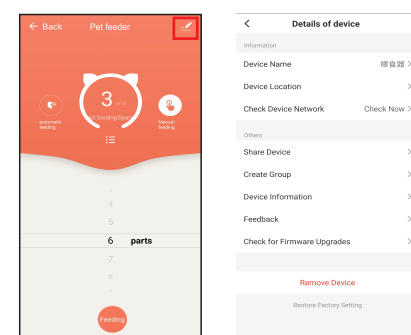 ← Back Pet feeder
3
automatic feeding
Manual feeding
4
5
6 parts
7
8
Feeding
Details of device
Information
Device Name 喂食器 >
Device Location >
Check Device Network Check Now >
Others
Share Device >
Create Group >
Device Information >
Feedback >
Check for Firmware Upgrades >
Remove Device
Restore Factory Setting